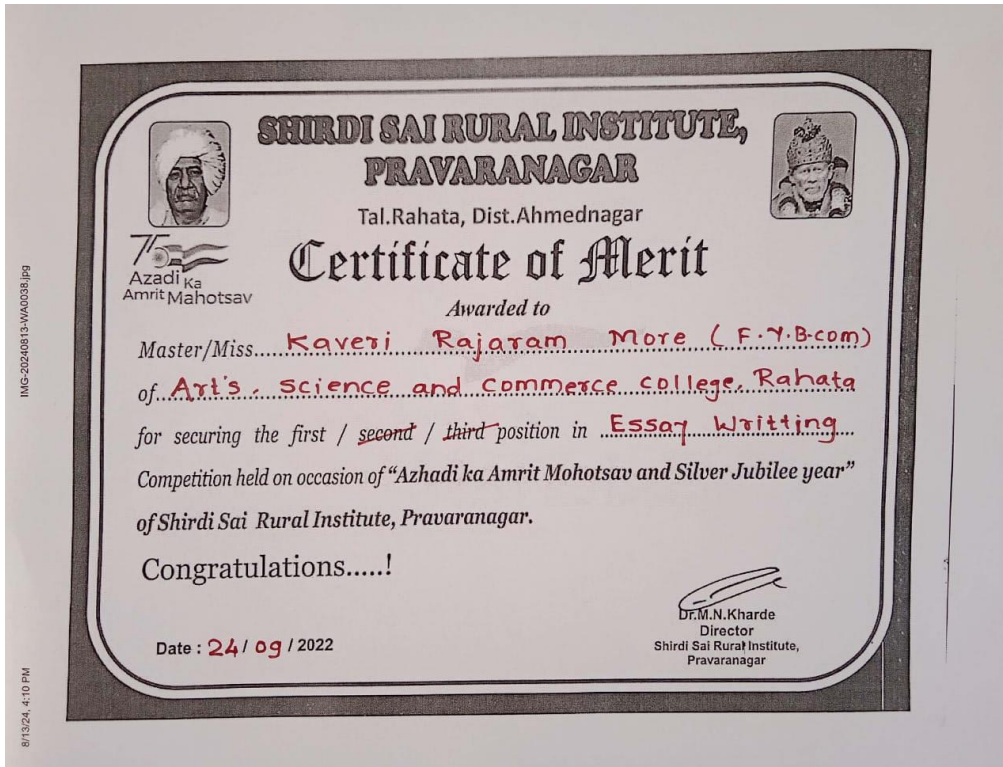 SHIRDI SAI RURAL INSTITUTE,
PRAVARANAGAR
Tal.Rahata, Dist.Ahmednagar
75
Azadi Ka
Amrit Mahotsav
Certificate of Merit
Awarded to
Master/Miss.....Kaveri Rajaram More (F.Y.B.com)
of..Art's, Science and Commerce College, Rahata
for securing the first / second / third position in Essay Writting
Competition held on occasion of “Azhadi ka Amrit Mohotsav and Silver Jubilee year”
of Shirdi Sai Rural Institute, Pravaranagar.
Congratulations.....!
Date : 24/ 09 / 2022
Dr.M.N.Kharde
Director
Shirdi Sai Rural Institute,
Pravaranagar
IMG-20240813-WA0038.jpg
8/13/24, 4:10 PM